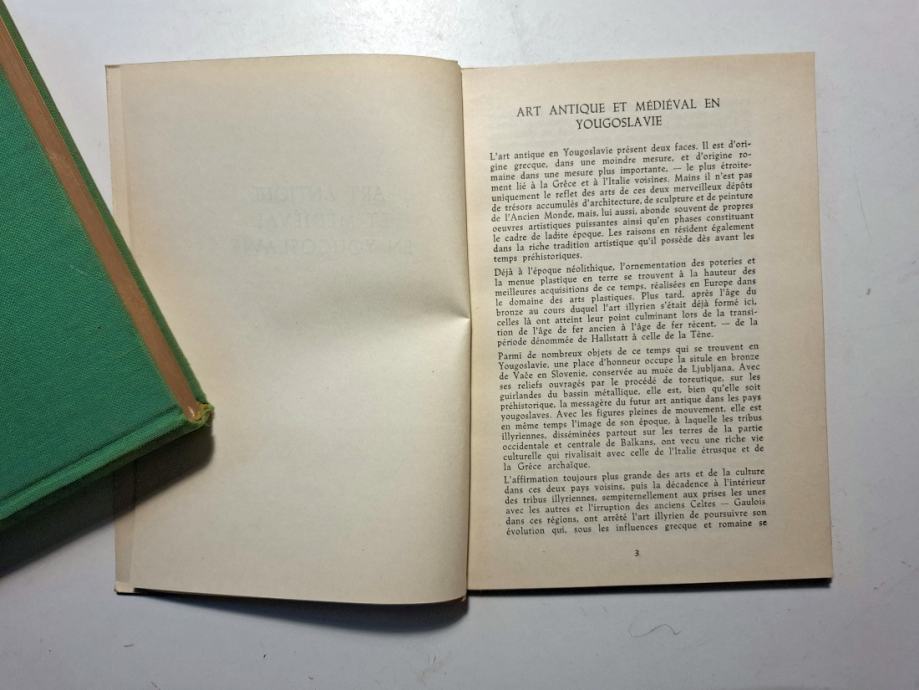 ART ANTIQUE ET MÉDIÉVAL EN
YOUGOSLAVIE
L'art antique en Yougoslavie présent deux faces. Il est d'ori-
gine grecque, dans une moindre mesure, et d'origine ro-
maine dans une mesure plus importante, — le plus étroite-
ment lié à la Grèce et à l'Italie voisines. Mains il n'est pas
uniquement le reflet des arts de ces deux merveilleux dépôts
de trésors accumulés d'architecture, de sculpture et de peinture
de l'Ancien Monde, mais, lui aussi, abonde souvent de propres
oeuvres artistiques puissantes ainsi qu'en phases constituant
le cadre de ladite époque. Les raisons en résident également
dans la riche tradition artistique qu'il possède dès avant les
temps préhistoriques.
Déjà à l'époque néolithique, l'ornementation des poteries et
la menue plastique en terre se trouvent à la hauteur des
meilleures acquisitions de ce temps, réalisées en Europe dans
le domaine des arts plastiques. Plus tard, après l'âge du
bronze au cours duquel l'art illyrien s'était déjà formé ici,
celles là ont atteint leur point culminant lors de la transi-
tion de l'âge de fer ancien à l'âge de fer récent, — de la
période dénommée de Hallstatt à celle de la Tène.
Parmi de nombreux objets de ce temps qui se trouvent en
Yougoslavie, une place d'honneur occupe la situle en bronze
de Vače en Slovenie, conservée au muée de Ljubljana. Avec
ses reliefs ouvragés par le procédé de toreutique, sur les
guirlandes du bassin métallique, elle est, bien qu'elle soit
préhistorique, la messagère du futur art antique dans les pays
yougoslaves. Avec les figures pleines de mouvement, elle est
en même temps l'image de son époque, à laquelle les tribus
illyriennes, disséminées partout sur les terres de la partie
occidentale et centrale de Balkans, ont vecu une riche vie
culturelle qui rivalisait avec celle de l'Italie étrusque et de
la Grèce archaïque.
L'affirmation toujours plus grande des arts et de la culture
dans ces deux pays voisins, puis la décadence à l'intérieur
des tribus illyriennes, sempiternellement aux prises les unes
avec les autres et l'irruption des anciens Celtes — Gaulois
dans ces régions, ont arrêté l'art illyrien de poursuivre son
évolution qui, sous les influences grecque et romaine se
3